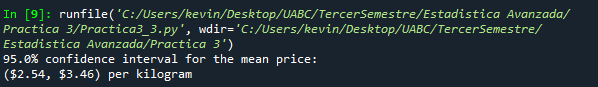 In [9]: runfile('C:/Users/kevin/Desktop/UABC/TercerSemestre/Estadistica Avanzada/
Practica 3/Practica3_3.py', wdir='C:/Users/kevin/Desktop/UABC/TercerSemestre/
Estadistica Avanzada/Practica 3')
95.0% confidence interval for the mean price:
($2.54, $3.46) per kilogram